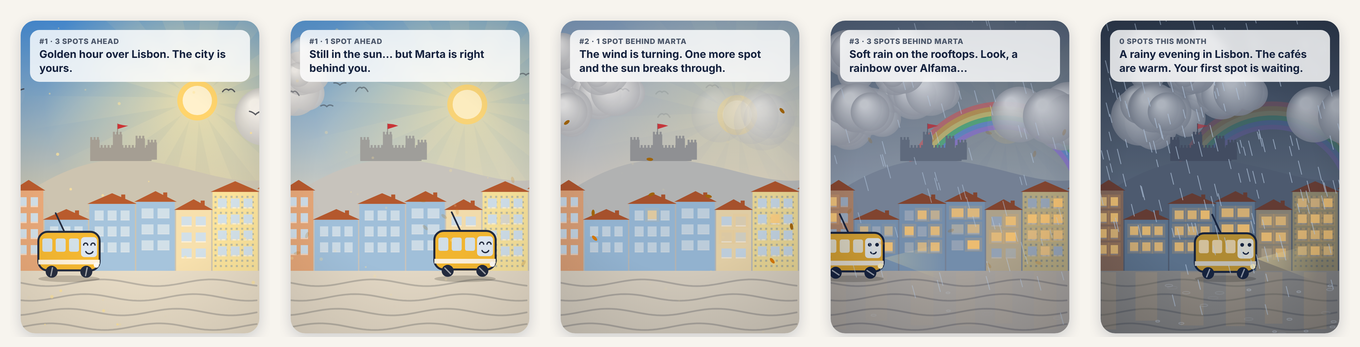 #1 · 3 SPOTS AHEAD
Golden hour over Lisbon. The city is
yours.
#1 · 1 SPOT AHEAD
Still in the sun... but Marta is right
behind you.
#2 · 1 SPOT BEHIND MARTA
The wind is turning. One more spot
and the sun breaks through.
#3 · 3 SPOTS BEHIND MARTA
Soft rain on the rooftops. Look, a
rainbow over Alfama...
0 SPOTS THIS MONTH
A rainy evening in Lisbon. The cafés
are warm. Your first spot is waiting.